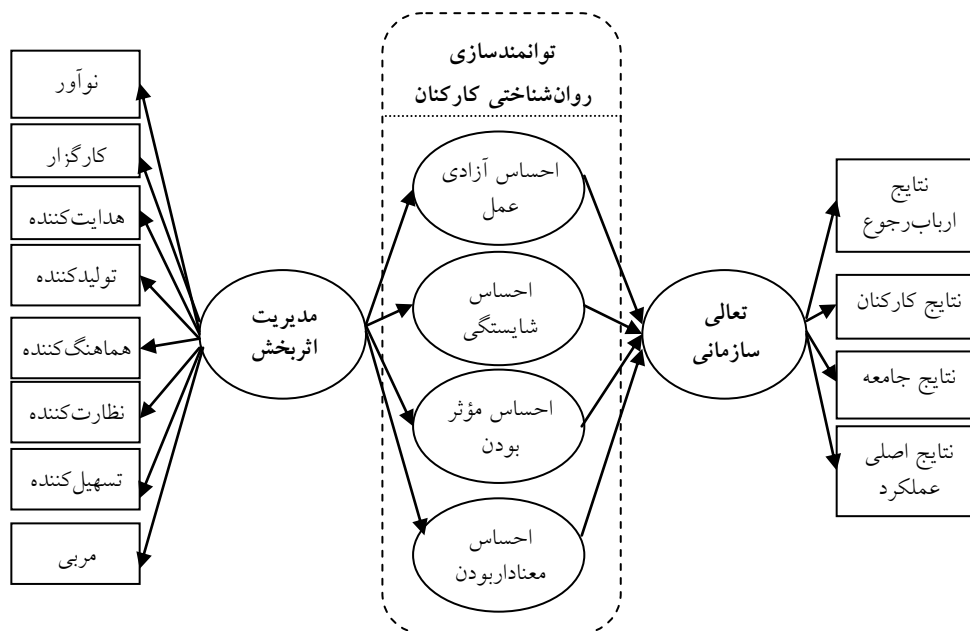 توانمندسازی
روان‌شناختی کارکنان
نوآور
کارگزار
هدایت‌کننده
تولیدکننده
هماهنگ‌کننده
نظارت‌کننده
تسهیل‌کننده
مربی
مدیریت
اثربخش
احساس آزادی
عمل
احساس
شایستگی
احساس مؤثر
بودن
احساس
معناداربودن
تعالی
سازمانی
نتایج
ارباب‌رجوع
نتایج کارکنان
نتایج جامعه
نتایج اصلی
عملکرد